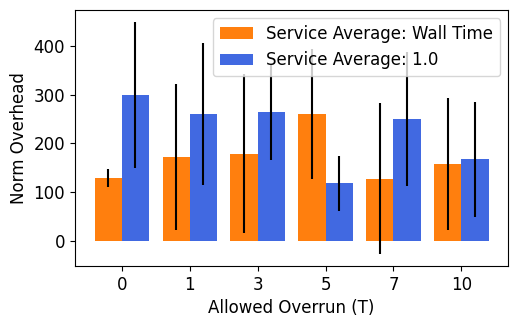 Service Average: Wall Time
Service Average: 1.0
Norm Overhead
400
300
200
100
0
0 1 3 5 7 10
Allowed Overrun (T)